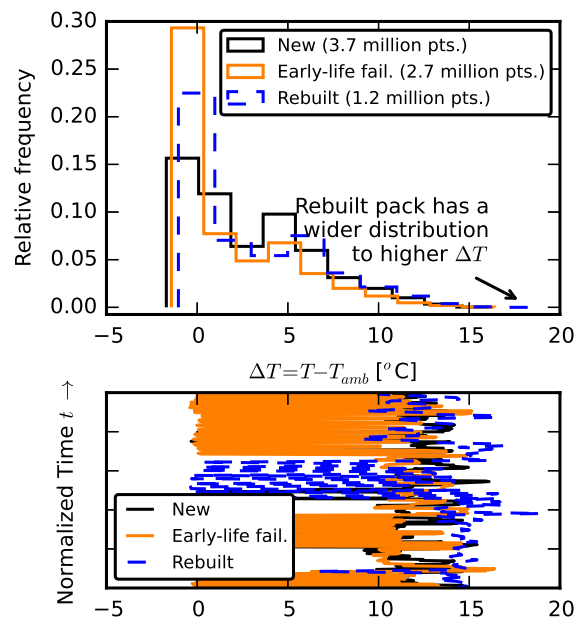 0.30
0.25
0.20
0.15
0.10
0.05
0.00
Relative frequency
New (3.7 million pts.)
Early-life fail. (2.7 million pts.)
Rebuilt (1.2 million pts.)
Rebuilt pack has a
wider distribution
to higher ΔT
−5 0 5 10 15 20
ΔT=T−T_amb [°C]
Normalized Time t →
New
Early-life fail.
Rebuilt
−5 0 5 10 15 20